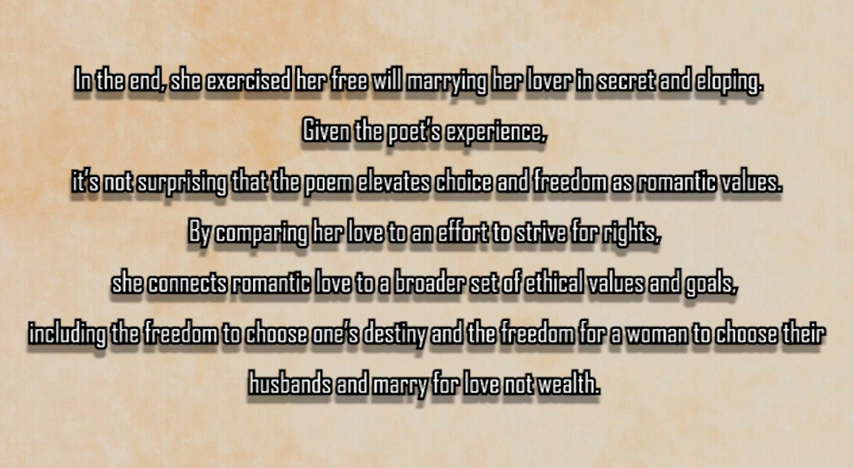 In the end, she exercised her free will marrying her lover in secret and eloping.
Given the poet's experience,
it's not surprising that the poem elevates choice and freedom as romantic values.
By comparing her love to an effort to strive for rights,
she connects romantic love to a broader set of ethical values and goals,
including the freedom to choose one's destiny and the freedom for a woman to choose their
husbands and marry for love not wealth.